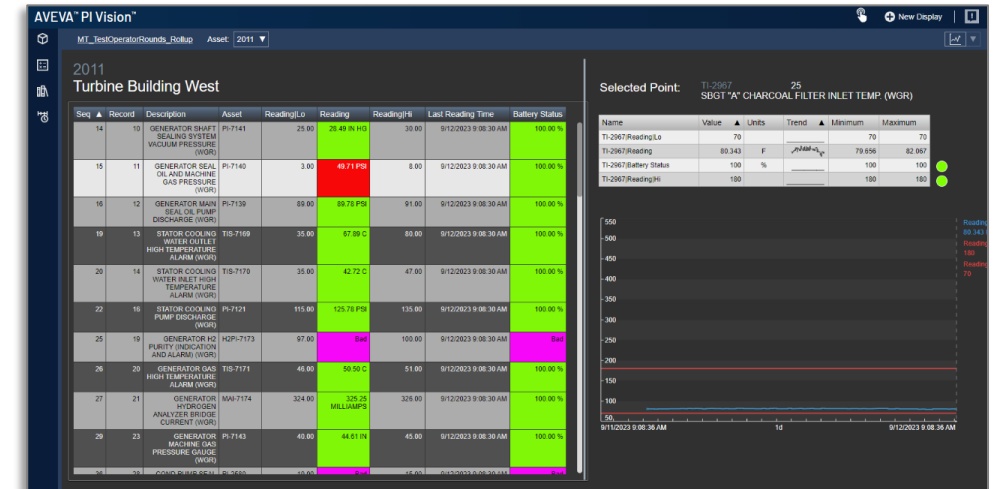 AVEVA™ PI Vision™
New Display
MT_TestOperatorRounds_Rollup Asset: 2011 ▼
2011
Turbine Building West
Seq ▲ Record Description Asset Reading|Lo Reading Reading|Hi Last Reading Time Battery Status
14 10 GENERATOR SHAFT SEALING SYSTEM VACUUM PRESSURE (WGR) PI-7141 25.00 28.49 IN HG 30.00 9/12/2023 9:08:30 AM 100.00 %
15 11 GENERATOR SEAL OIL AND MACHINE GAS PRESSURE (WGR) PI-7140 3.00 49.71 PSI 8.00 9/12/2023 9:08:30 AM 100.00 %
16 12 GENERATOR MAIN SEAL OIL PUMP DISCHARGE (WGR) PI-7139 89.00 89.78 PSI 91.00 9/12/2023 9:08:30 AM 100.00 %
19 13 STATOR COOLING WATER OUTLET HIGH TEMPERATURE ALARM (WGR) TIS-7169 35.00 67.89 C 80.00 9/12/2023 9:08:30 AM 100.00 %
20 14 STATOR COOLING WATER INLET HIGH TEMPERATURE ALARM (WGR) TIS-7170 35.00 42.72 C 47.00 9/12/2023 9:08:30 AM 100.00 %
22 16 STATOR COOLING PUMP DISCHARGE (WGR) PI-7121 115.00 125.78 PSI 135.00 9/12/2023 9:08:30 AM 100.00 %
25 19 GENERATOR H2 PURITY (INDICATION AND ALARM) (WGR) H2PI-7173 97.00 Bad 100.00 9/12/2023 9:08:30 AM Bad
26 20 GENERATOR GAS HIGH TEMPERATURE ALARM (WGR) TIS-7171 46.00 50.50 C 51.00 9/12/2023 9:08:30 AM 100.00 %
27 21 GENERATOR HYDROGEN ANALYZER BRIDGE CURRENT (WGR) MAI-7174 324.00 325.25 MILLIAMPS 326.00 9/12/2023 9:08:30 AM 100.00 %
29 23 GENERATOR MACHINE GAS PRESSURE GAUGE (WGR) PI-7143 40.00 44.61 IN 45.00 9/12/2023 9:08:30 AM 100.00 %
Selected Point: TI-2967 25
SBGT "A" CHARCOAL FILTER INLET TEMP. (WGR)
Name Value ▲ Units Trend ▲ Minimum Maximum
TI-2967|Reading|Lo 70 70 70
TI-2967|Reading 80.343 F 79.656 82.067
TI-2967|Battery Status 100 % 100 100
TI-2967|Reading|Hi 180 180 180
550
500
450
400
350
300
250
200
150
100
50
9/11/2023 9:08:36 AM 1d 9/12/2023 9:08:36 AM
Reading
80.343
Reading
180
Reading
70